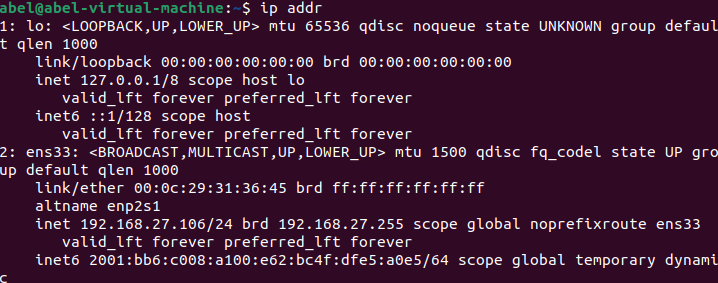 abel@abel-virtual-machine:~$ ip addr
1: lo: <LOOPBACK,UP,LOWER_UP> mtu 65536 qdisc noqueue state UNKNOWN group defaul
t qlen 1000
    link/loopback 00:00:00:00:00:00 brd 00:00:00:00:00:00
    inet 127.0.0.1/8 scope host lo
       valid_lft forever preferred_lft forever
    inet6 ::1/128 scope host
       valid_lft forever preferred_lft forever
2: ens33: <BROADCAST,MULTICAST,UP,LOWER_UP> mtu 1500 qdisc fq_codel state UP gro
up default qlen 1000
    link/ether 00:0c:29:31:36:45 brd ff:ff:ff:ff:ff:ff
    altname enp2s1
    inet 192.168.27.106/24 brd 192.168.27.255 scope global noprefixroute ens33
       valid_lft forever preferred_lft forever
    inet6 2001:bb6:c008:a100:e62:bc4f:dfe5:a0e5/64 scope global temporary dynami
c